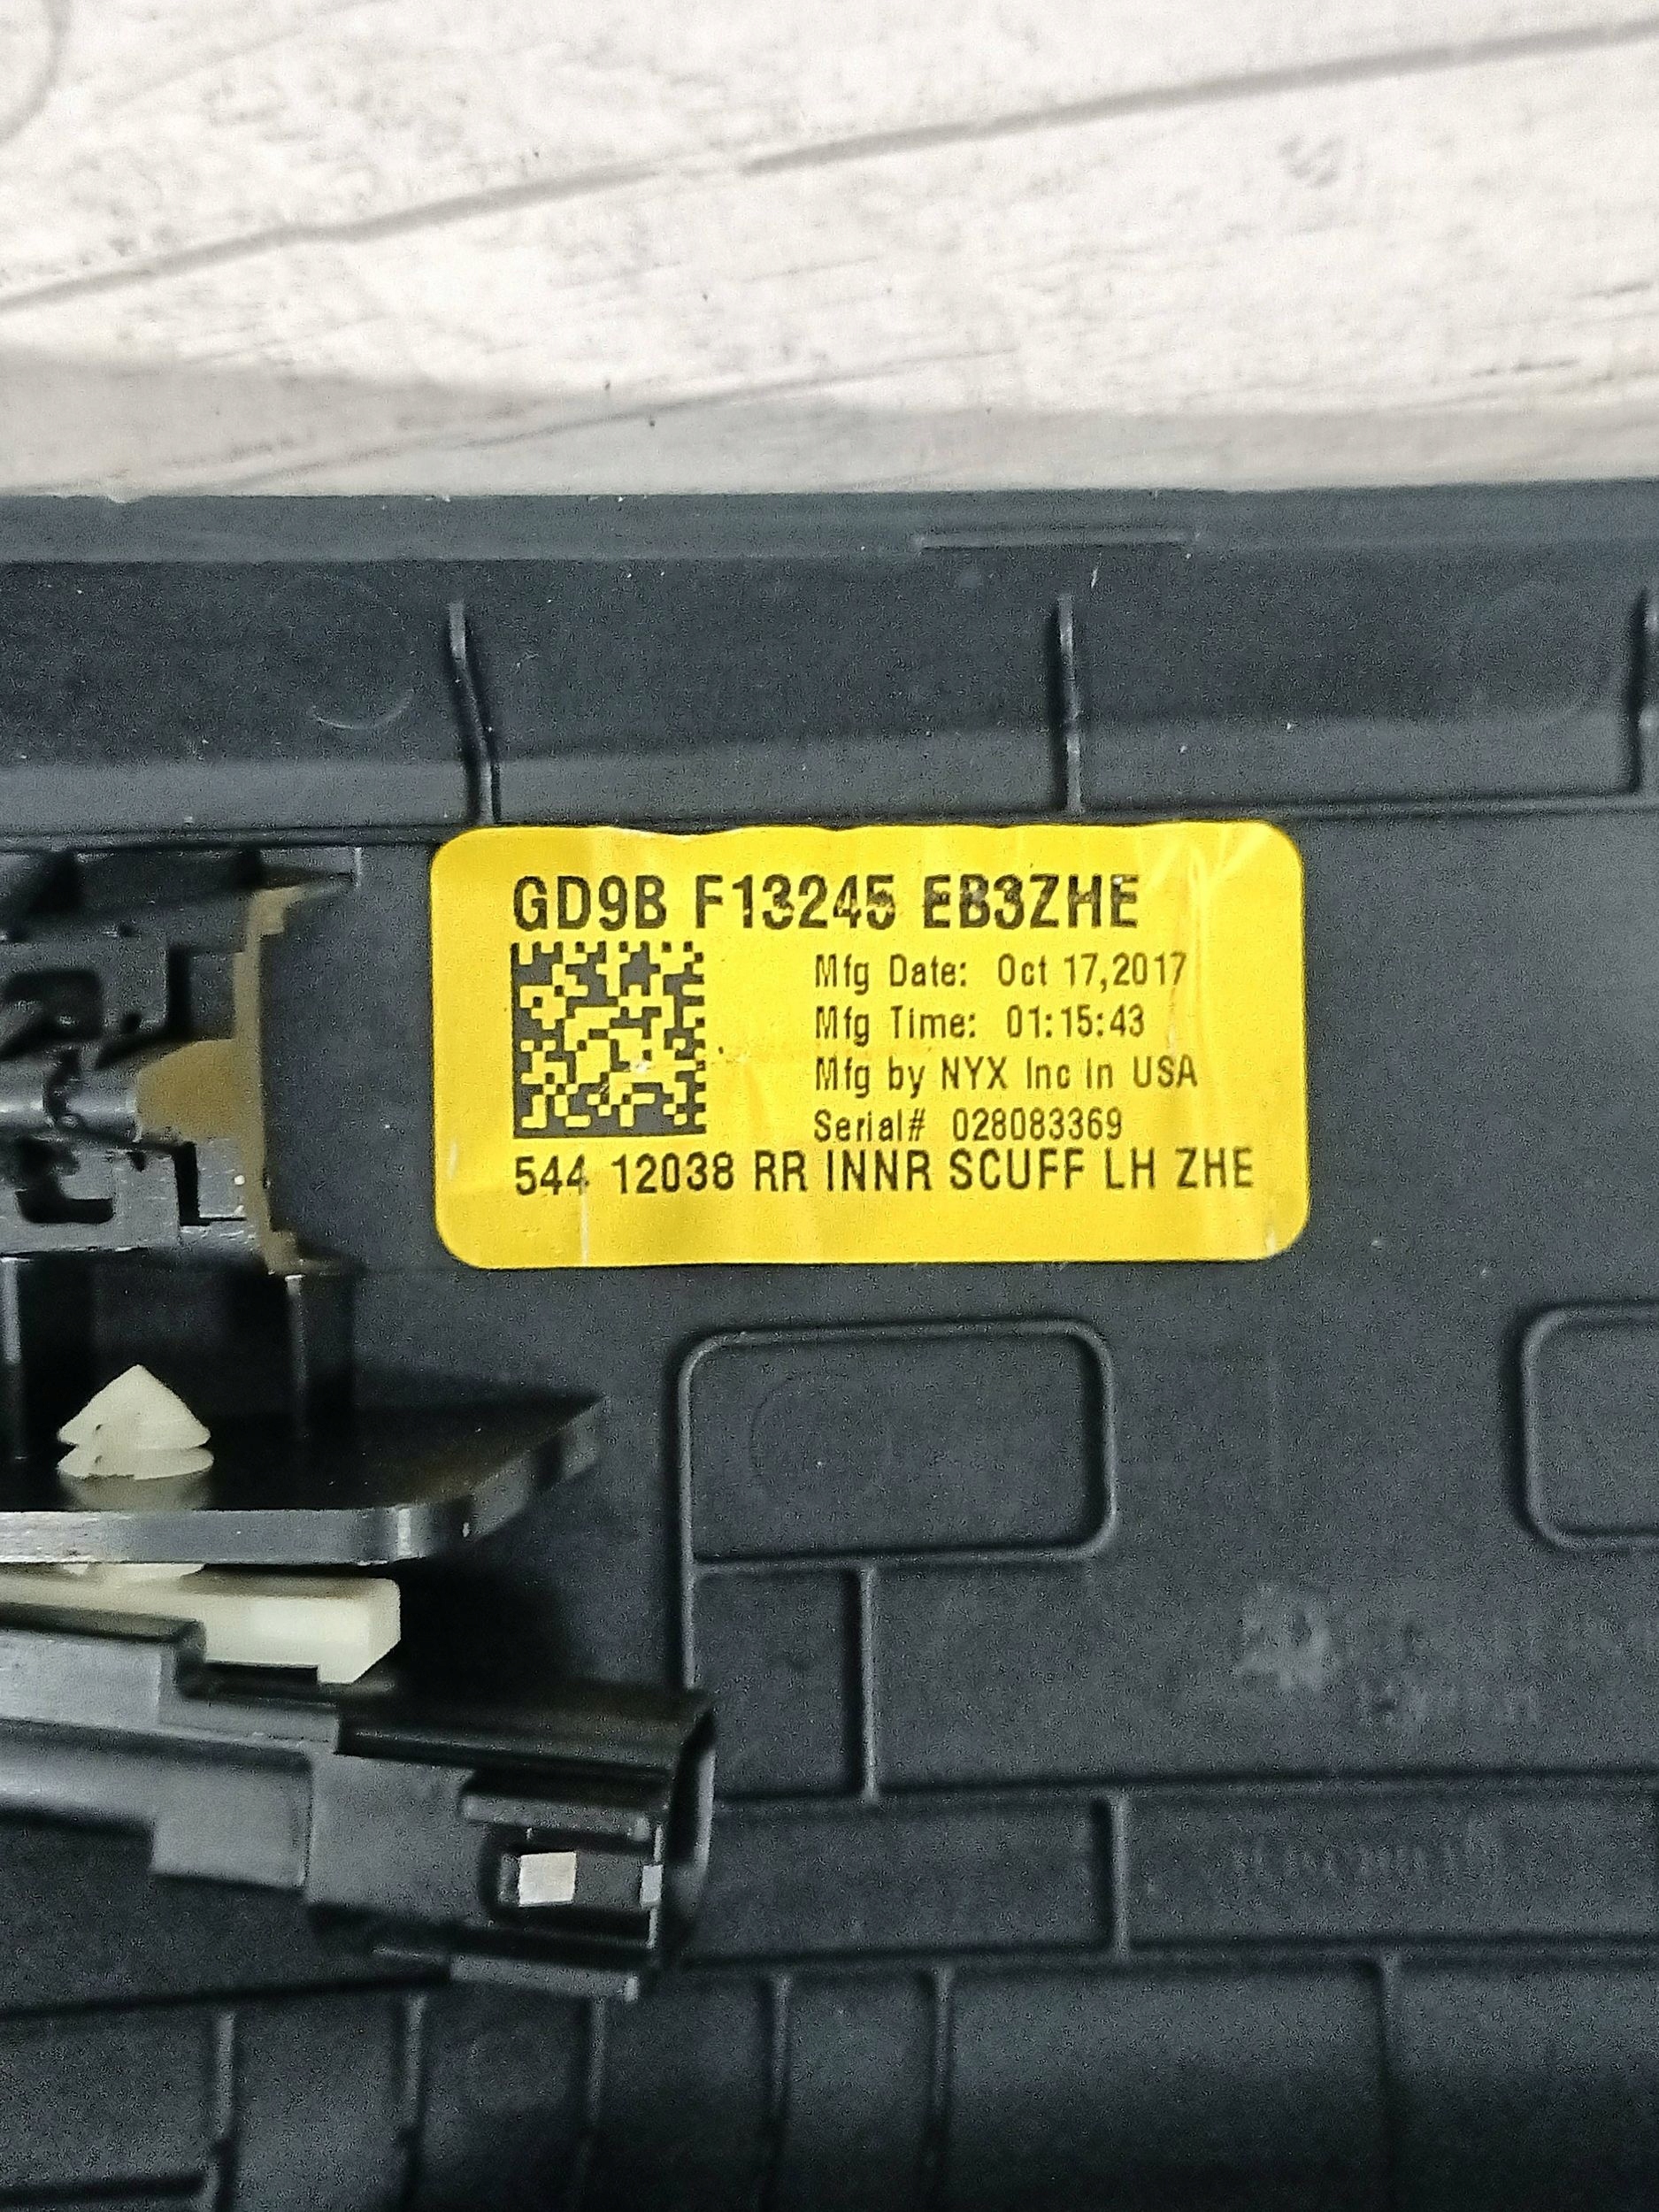 GD9B F13245 EB3ZHE
Mfg Date: Oct 17,2017
Mfg Time: 01:15:43
Mfg by NYX Inc in USA
Serial# 028083369
544 12038 RR INNR SCUFF LH ZHE